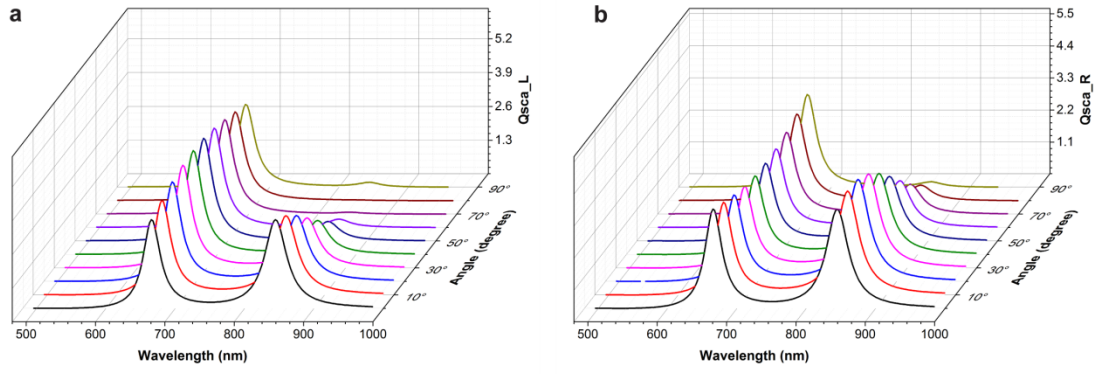 a
5.2
3.9
2.6
1.3
Qsca_L
90°
70°
50°
30°
10°
Angle (degree)
500 600 700 800 900 1000
Wavelength (nm)
b
5.5
4.4
3.3
2.2
1.1
Qsca_R
90°
70°
50°
30°
10°
Angle (degree)
500 600 700 800 900 1000
Wavelength (nm)